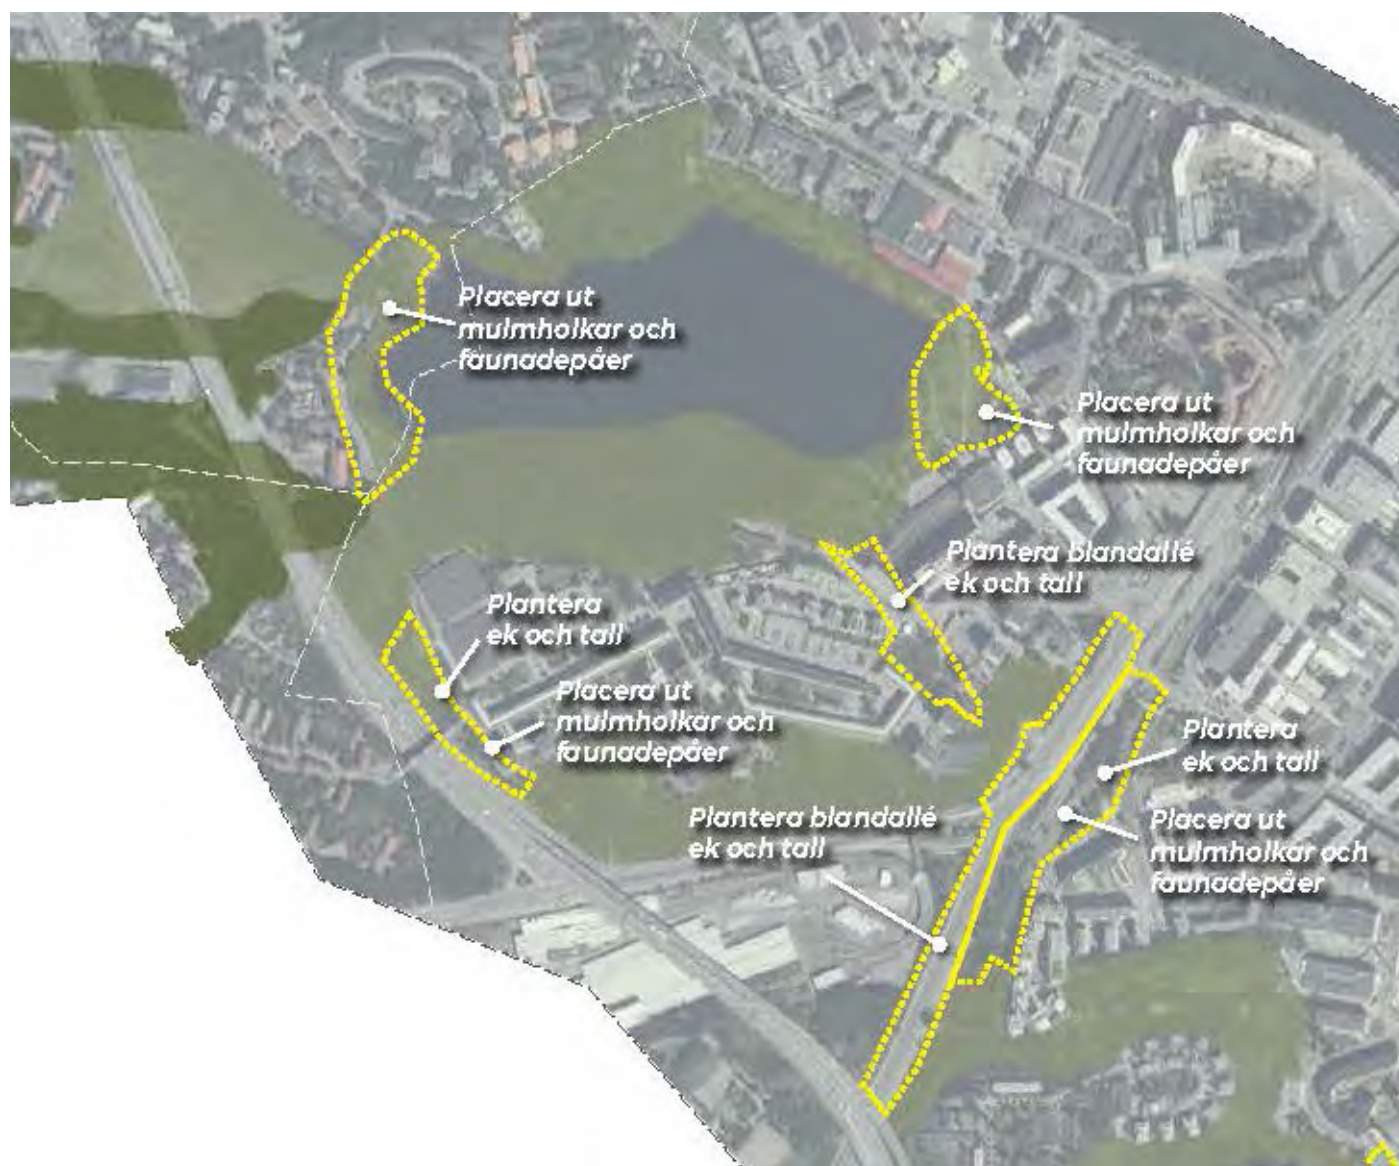 Placera ut
mulmholkar och
faunadepåer
Placera ut
mulmholkar och
faunadepåer
Plantera blandallé
ek och tall
Plantera
ek och tall
Placera ut
mulmholkar och
faunadepåer
Plantera
ek och tall
Plantera blandallé
ek och tall
Placera ut
mulmholkar och
faunadepåer